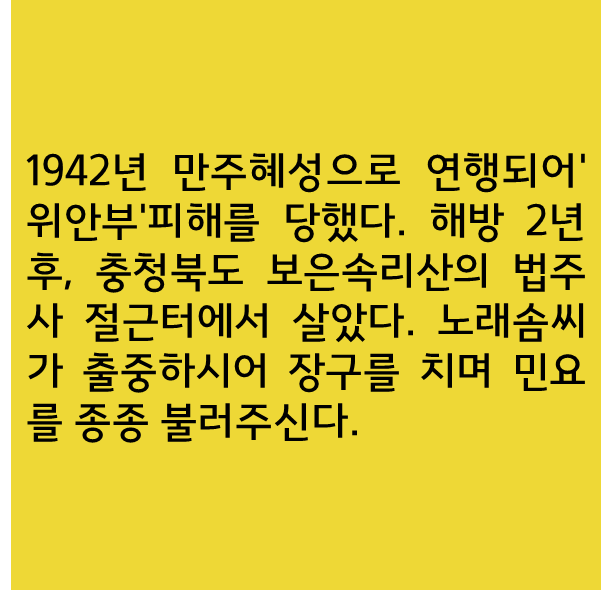 1942년 만주혜성으로 연행되어'
위안부'피해를 당했다. 해방 2년
후, 충청북도 보은속리산의 법주
사 절근터에서 살았다. 노래솜씨
가 출중하시어 장구를 치며 민요
를 종종 불러주신다.